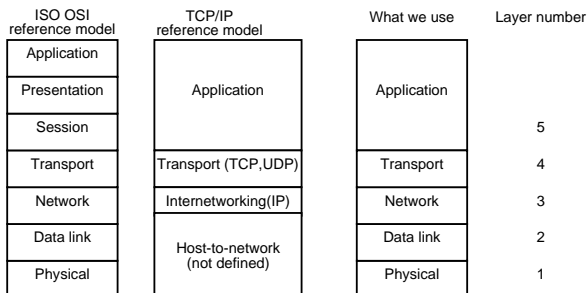 ISO OSI
reference model
TCP/IP
reference model
What we use
Layer number
Application
Presentation
Application
Application
Session
5
Transport
Transport (TCP,UDP)
Transport
4
Network
Internetworking(IP)
Network
3
Data link
Host-to-network
(not defined)
Data link
2
Physical
Physical
1